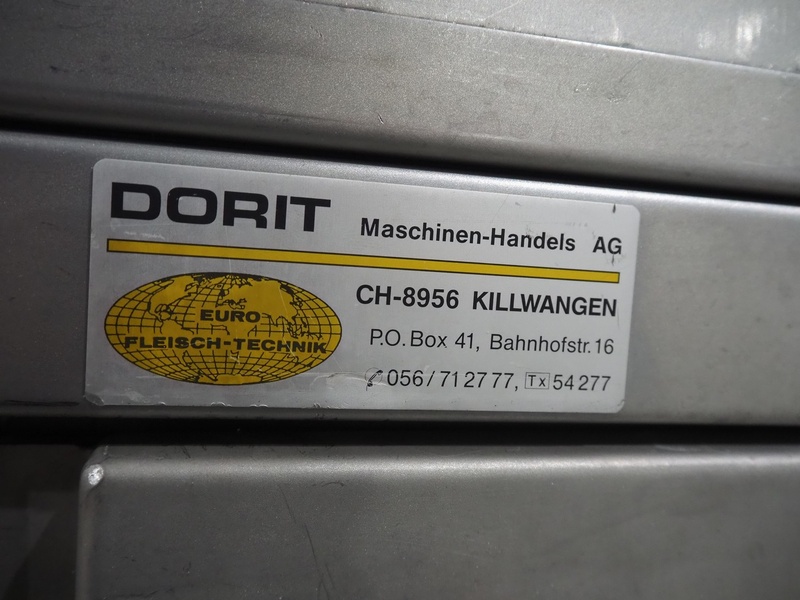 DORIT
Maschinen-Handels AG
EURO
FLEISCH-TECHNIK
CH-8956 KILLWANGEN
P.O. Box 41, Bahnhofstr. 16
056/712777, Tx 54277